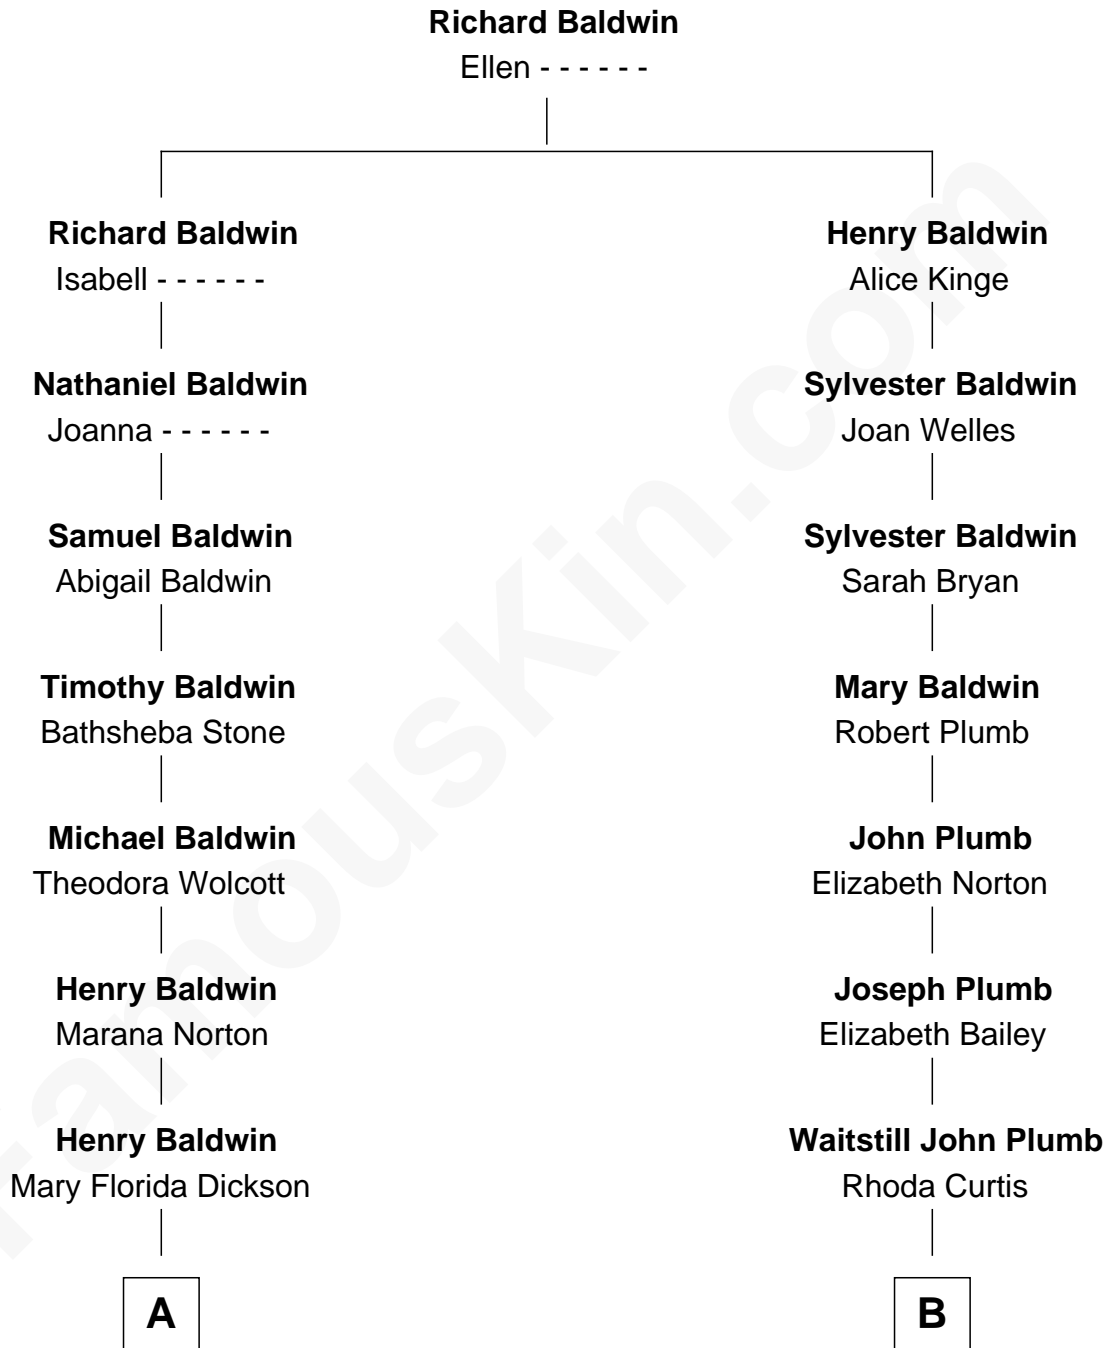 Richard Baldwin
Ellen - - - - - -
Richard Baldwin
Isabell - - - - - -
Nathaniel Baldwin
Joanna - - - - - -
Samuel Baldwin
Abigail Baldwin
Timothy Baldwin
Bathsheba Stone
Michael Baldwin
Theodora Wolcott
Henry Baldwin
Marana Norton
Henry Baldwin
Mary Florida Dickson
A
Henry Baldwin
Alice Kinge
Sylvester Baldwin
Joan Welles
Sylvester Baldwin
Sarah Bryan
Mary Baldwin
Robert Plumb
John Plumb
Elizabeth Norton
Joseph Plumb
Elizabeth Bailey
Waitstill John Plumb
Rhoda Curtis
B
FamousKin.com